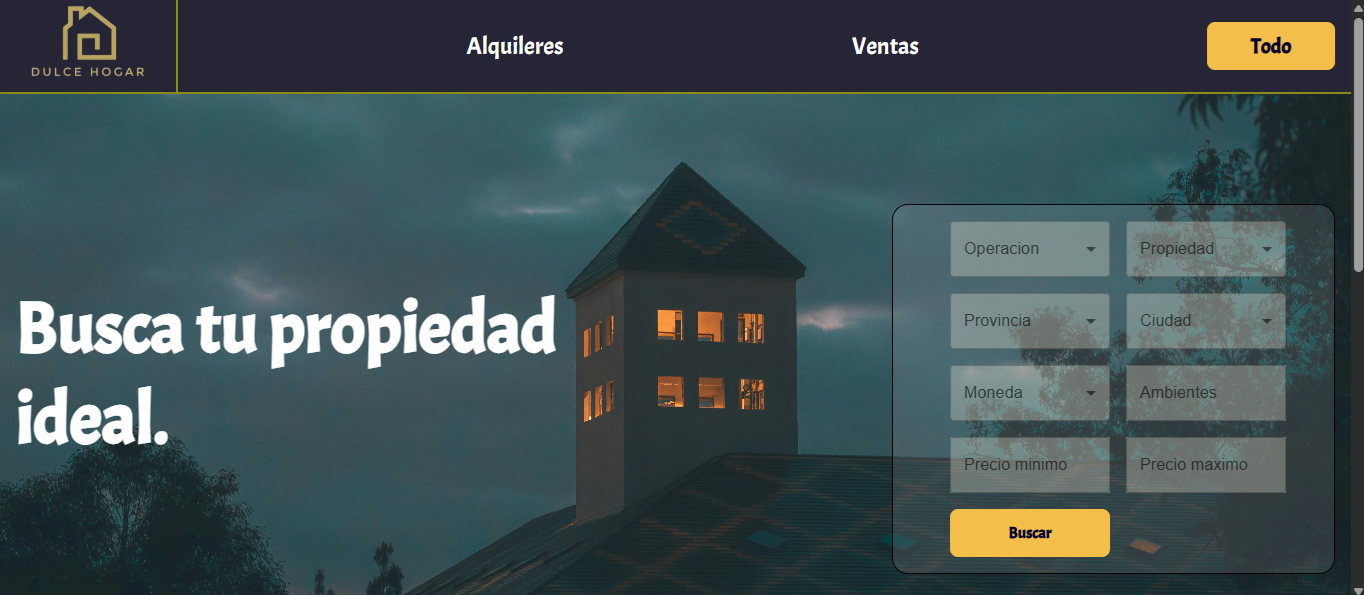 DULCE HOGAR
Alquileres
Ventas
Todo
Busca tu propiedad
ideal.
Operacion
Propiedad
Provincia
Ciudad
Moneda
Ambientes
Precio minimo
Precio maximo
Buscar